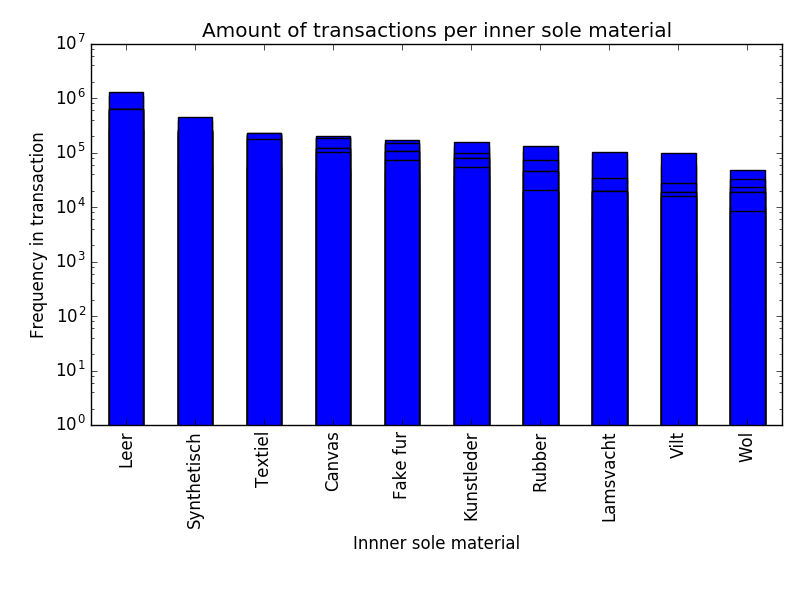 Amount of transactions per inner sole material
Frequency in transaction
10^7
10^6
10^5
10^4
10^3
10^2
10^1
10^0
Leer
Synthetisch
Textiel
Canvas
Fake fur
Kunstleder
Rubber
Lamsvacht
Vilt
Wol
Innner sole material